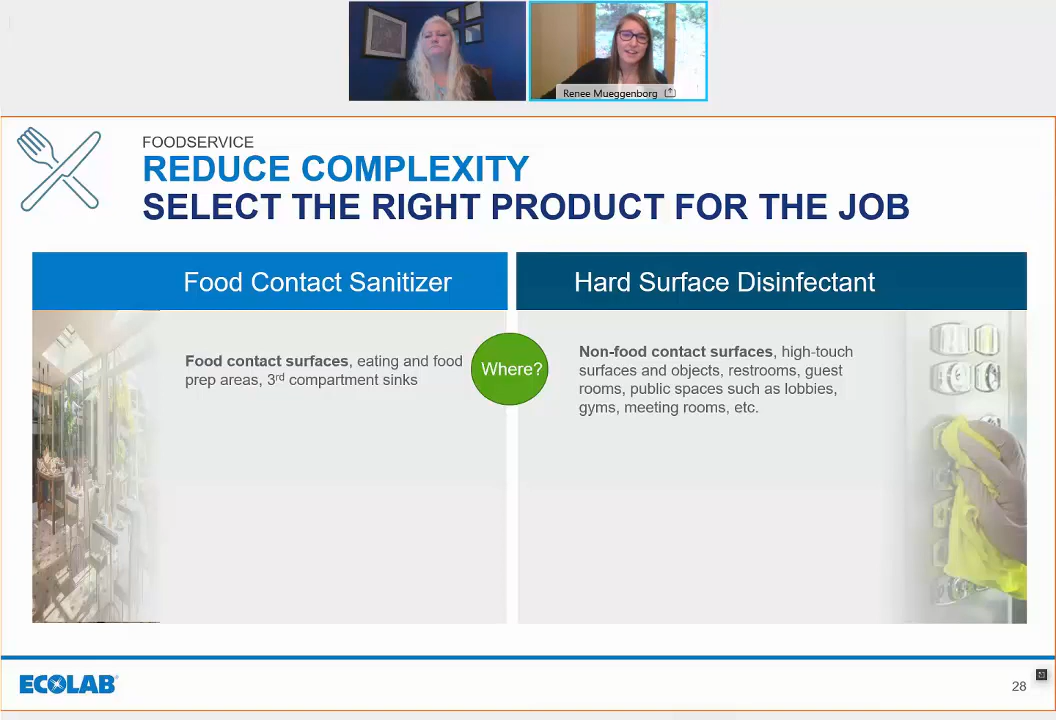 Renee Mueggenborg
FOODSERVICE
REDUCE COMPLEXITY
SELECT THE RIGHT PRODUCT FOR THE JOB
Food Contact Sanitizer
Hard Surface Disinfectant
Food contact surfaces, eating and food
prep areas, 3rd compartment sinks
Where?
Non-food contact surfaces, high-touch
surfaces and objects, restrooms, guest
rooms, public spaces such as lobbies,
gyms, meeting rooms, etc.
ECOLAB®
28